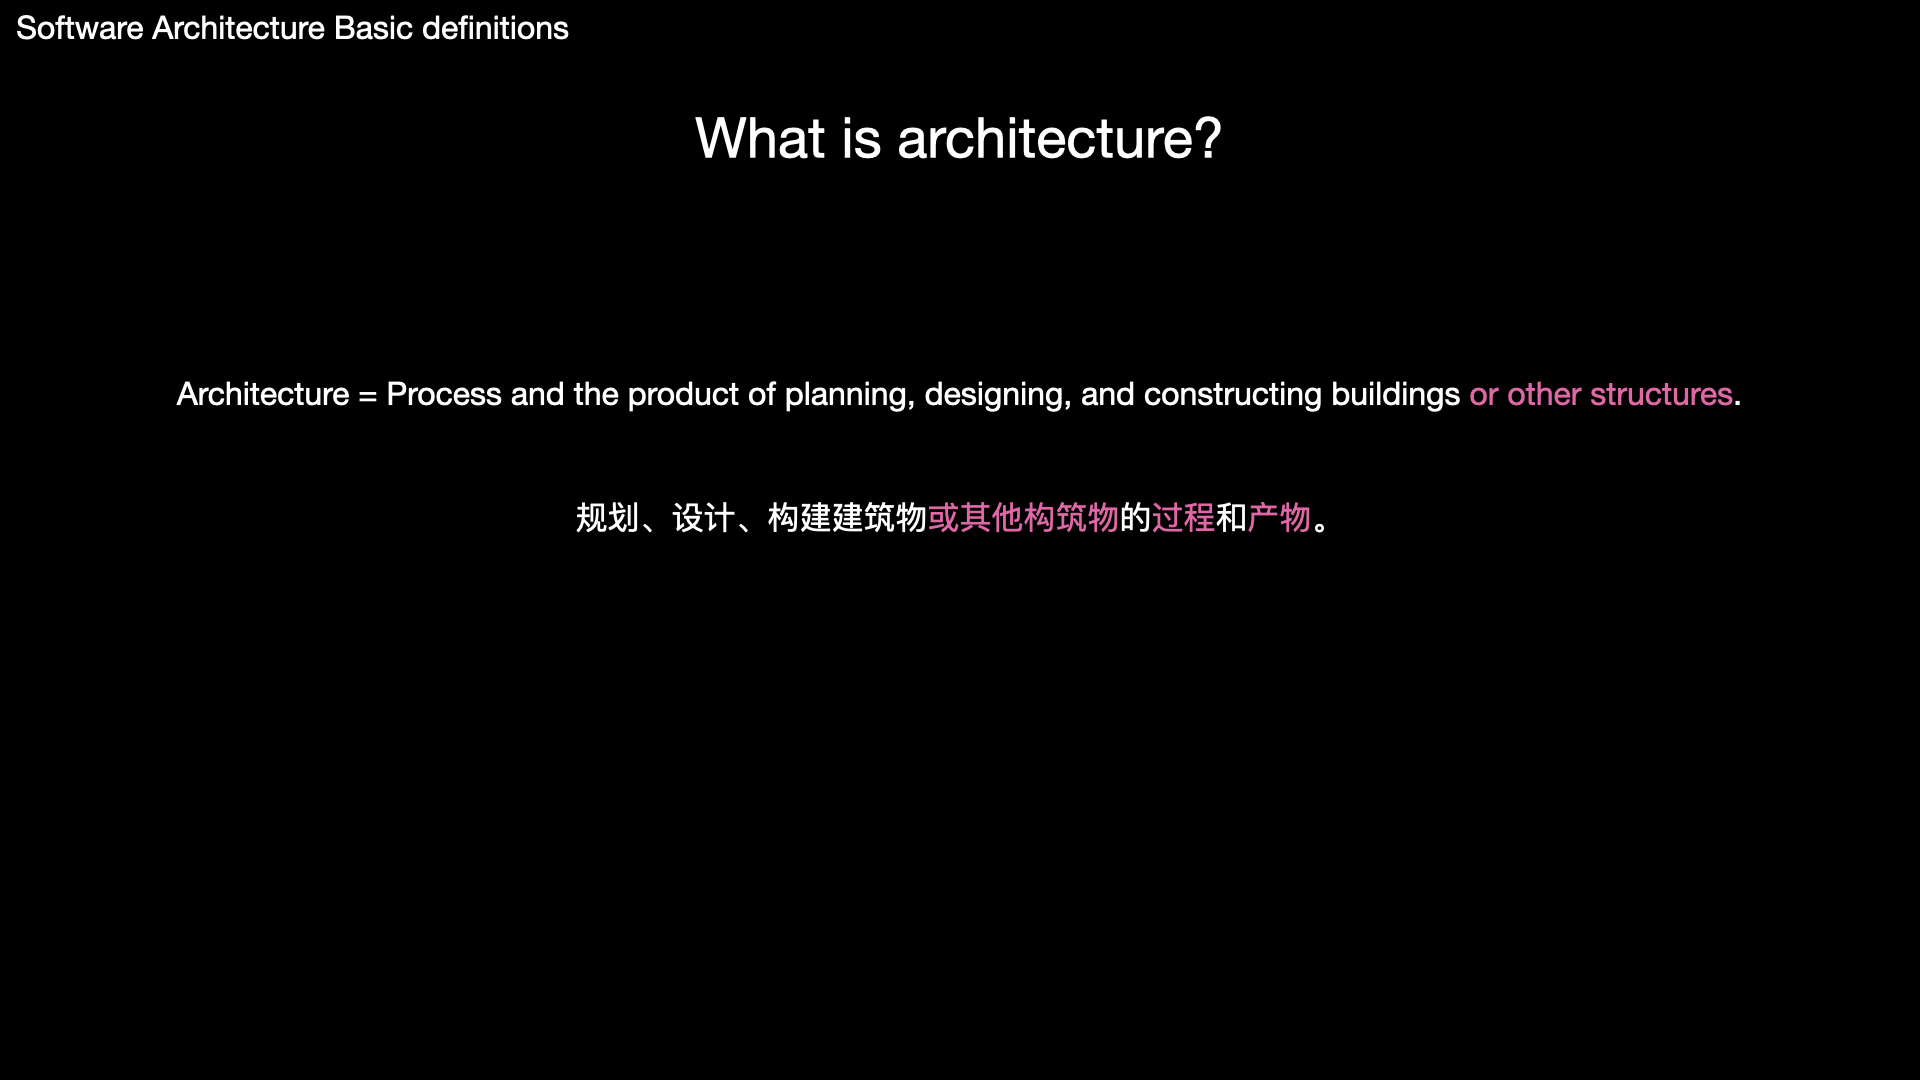 Software Architecture Basic definitions
What is architecture?
Architecture = Process and the product of planning, designing, and constructing buildings or other structures.
规划、设计、构建建筑物或其他构筑物的过程和产物。